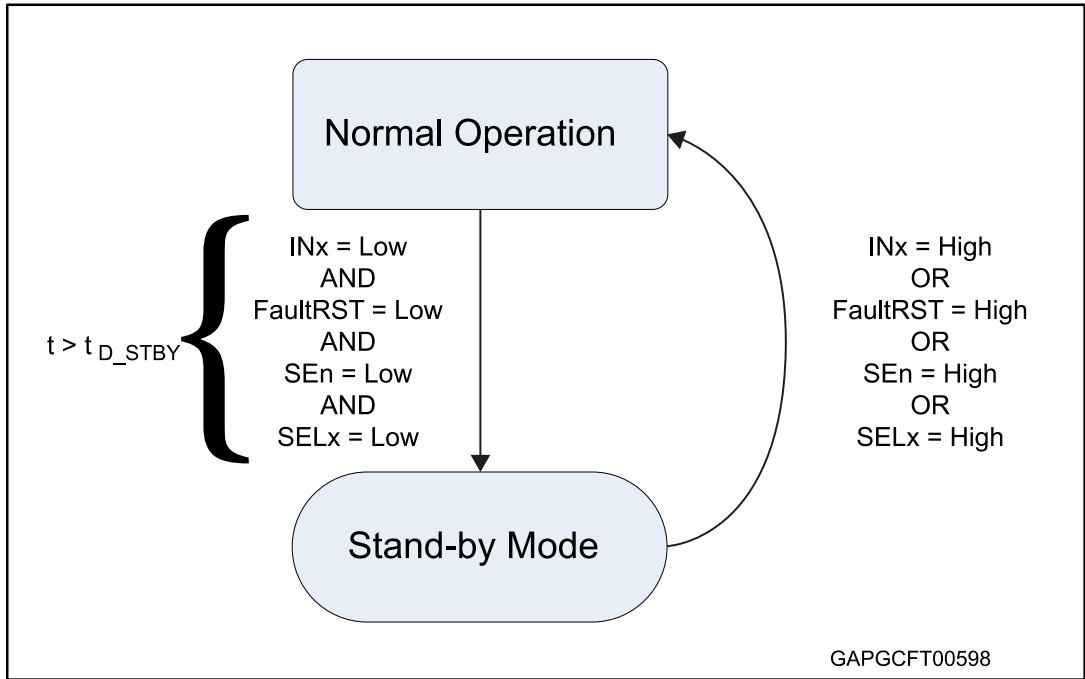 Normal Operation
INx = Low
AND
FaultRST = Low
AND
SEn = Low
AND
SELx = Low
t > t D_STBY
INx = High
OR
FaultRST = High
OR
SEn = High
OR
SELx = High
Stand-by Mode
GAPGCFT00598